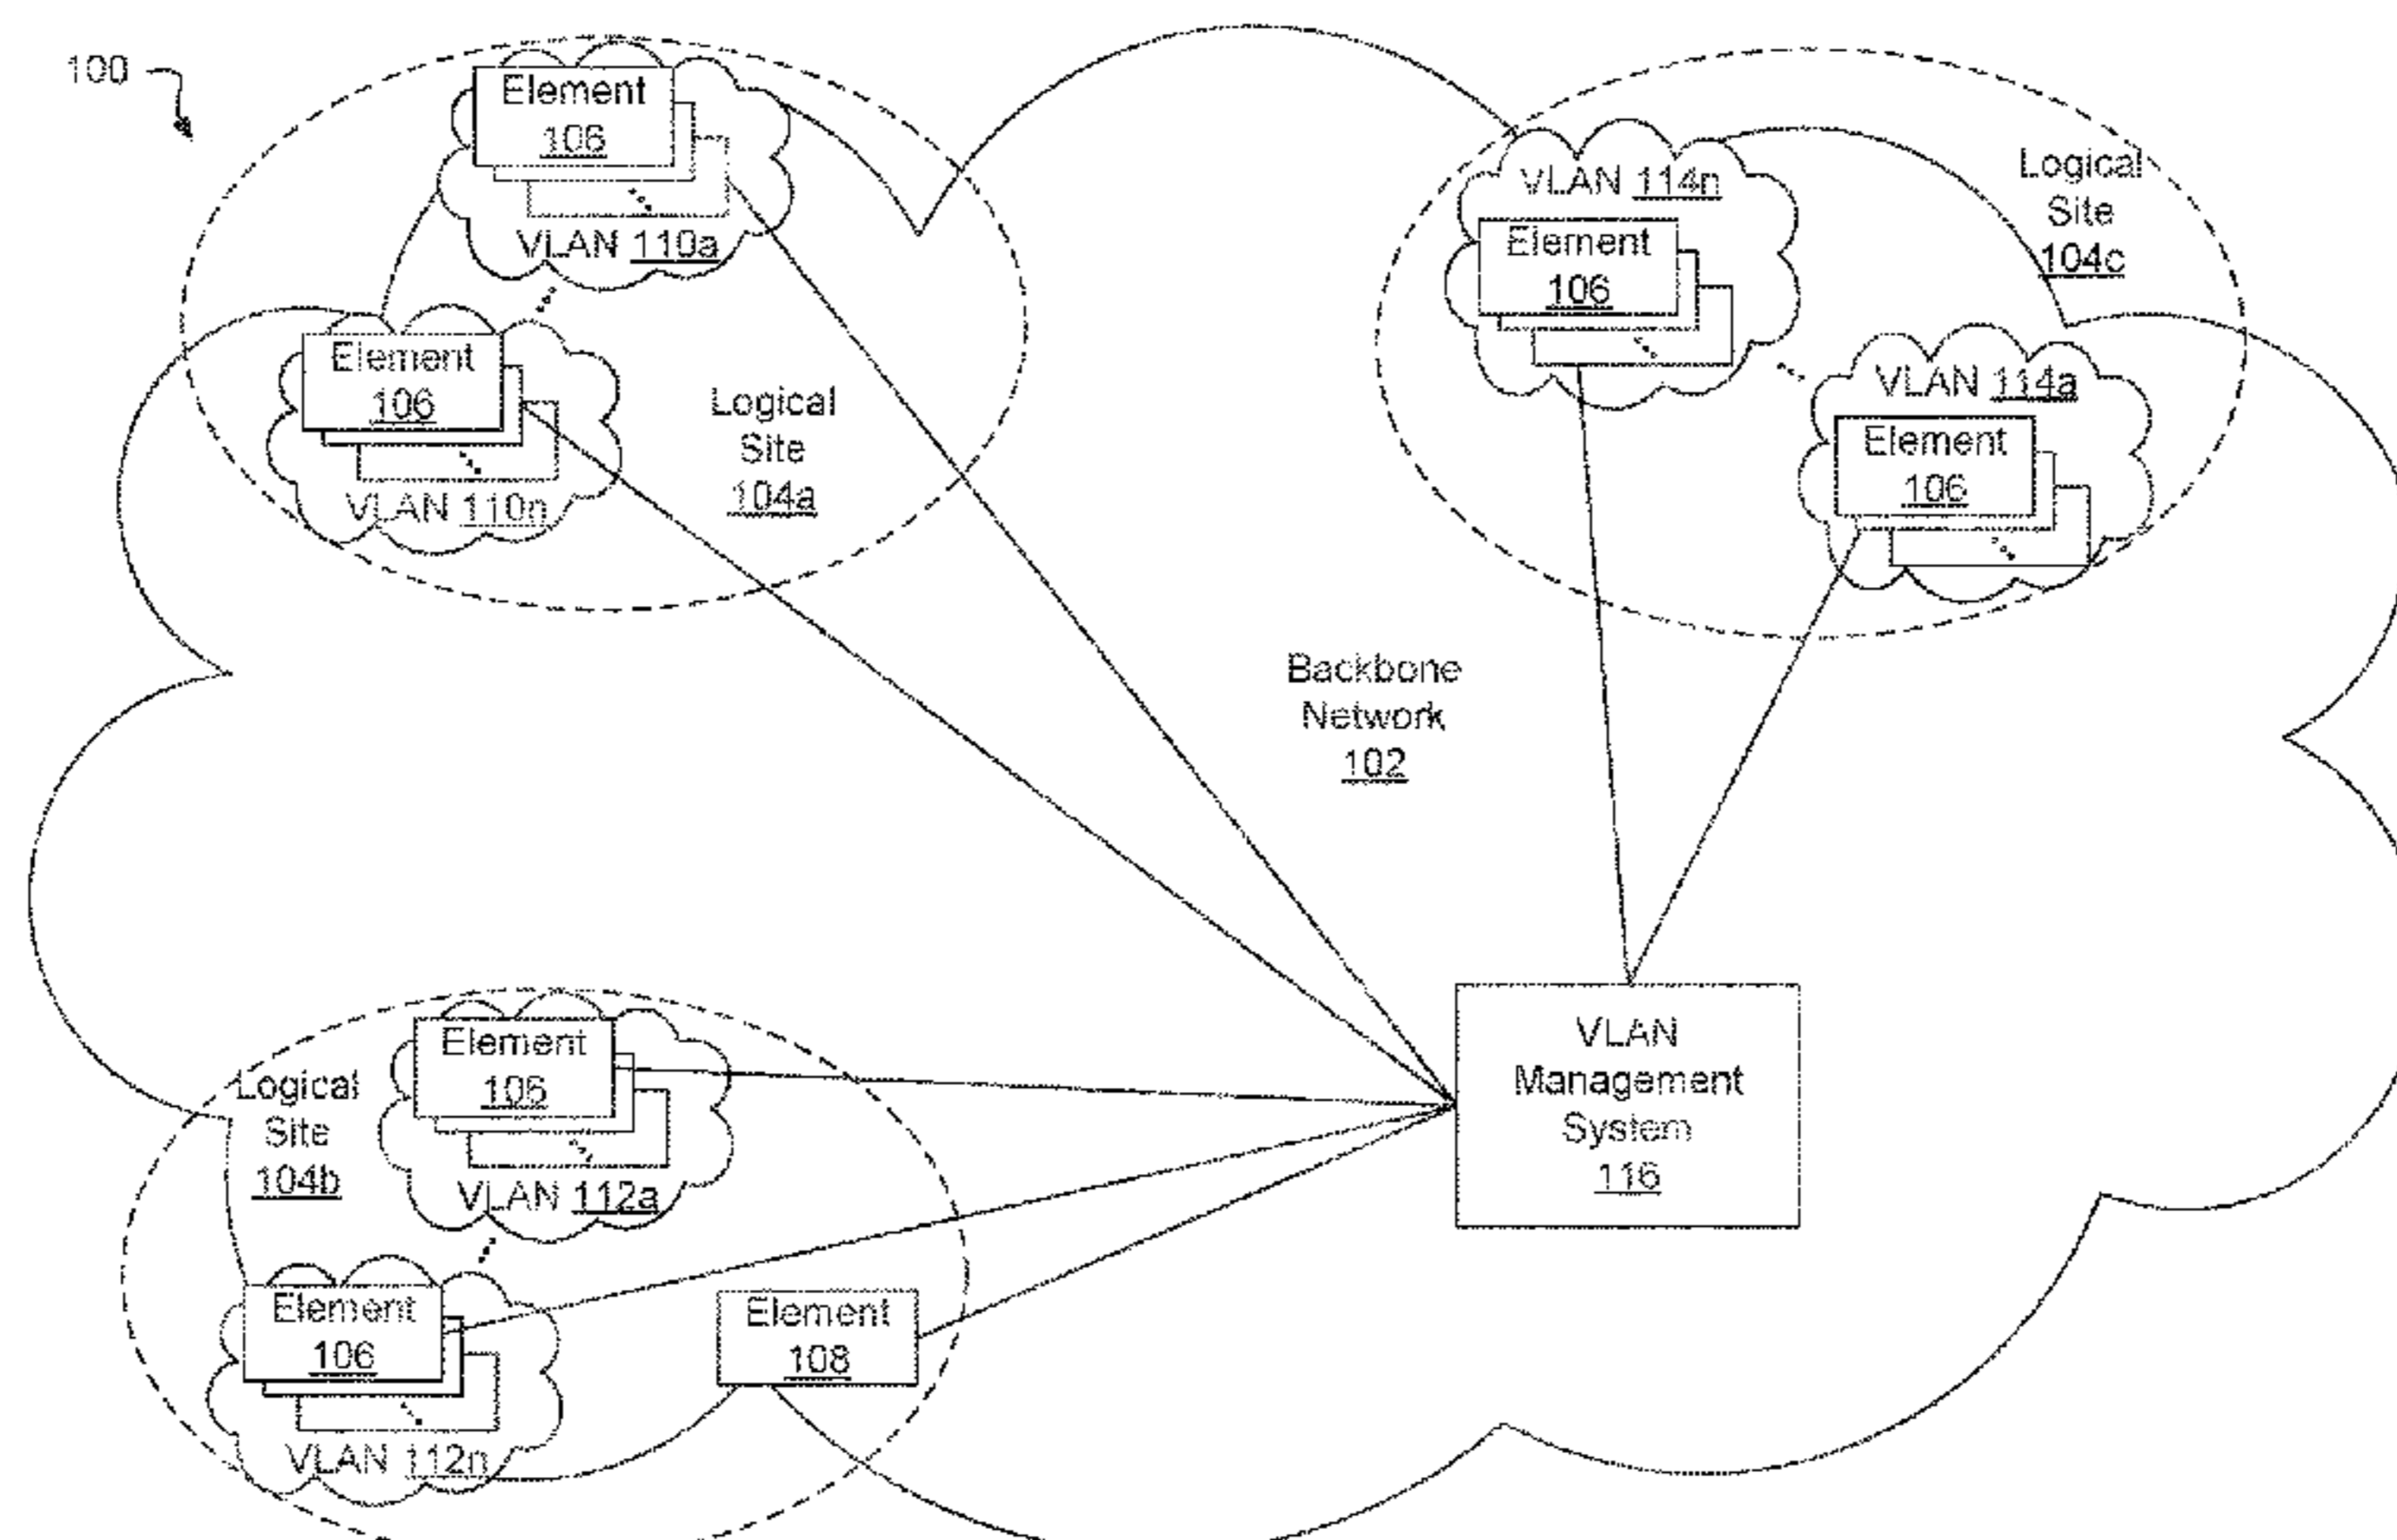 100
Element
106
VLAN 110a
Element
106
VLAN 110n
Logical
Site
104a
VLAN 114n
Element
106
Logical
Site
104c
VLAN 114a
Element
106
Backbone
Network
102
Logical
Site
104b
Element
106
VLAN 112a
Element
106
VLAN 112n
Element
108
VLAN
Management
System
116